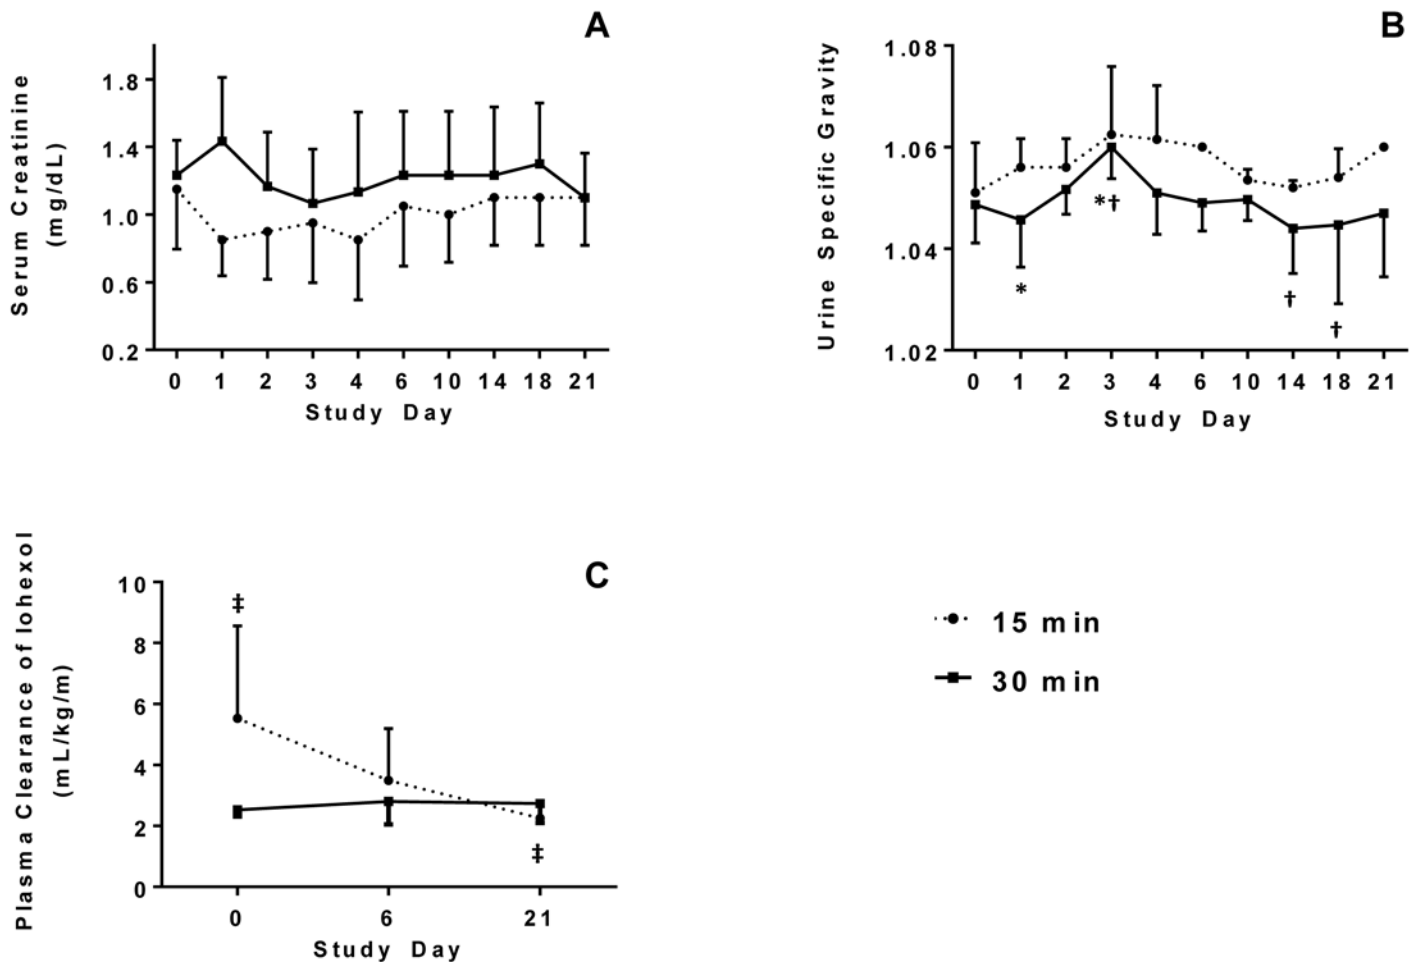 A
Serum Creatinine
(mg/dL)
1.8
1.4
1.0
0.6
0.2
0 1 2 3 4 6 10 14 18 21
Study Day
B
Urine Specific Gravity
1.08
1.06
1.04
1.02
*
*†
†
†
0 1 2 3 4 6 10 14 18 21
Study Day
C
Plasma Clearance of Iohexol
(mL/kg/m)
10
8
6
4
2
0
‡
‡
0 6 21
Study Day
15 min
30 min